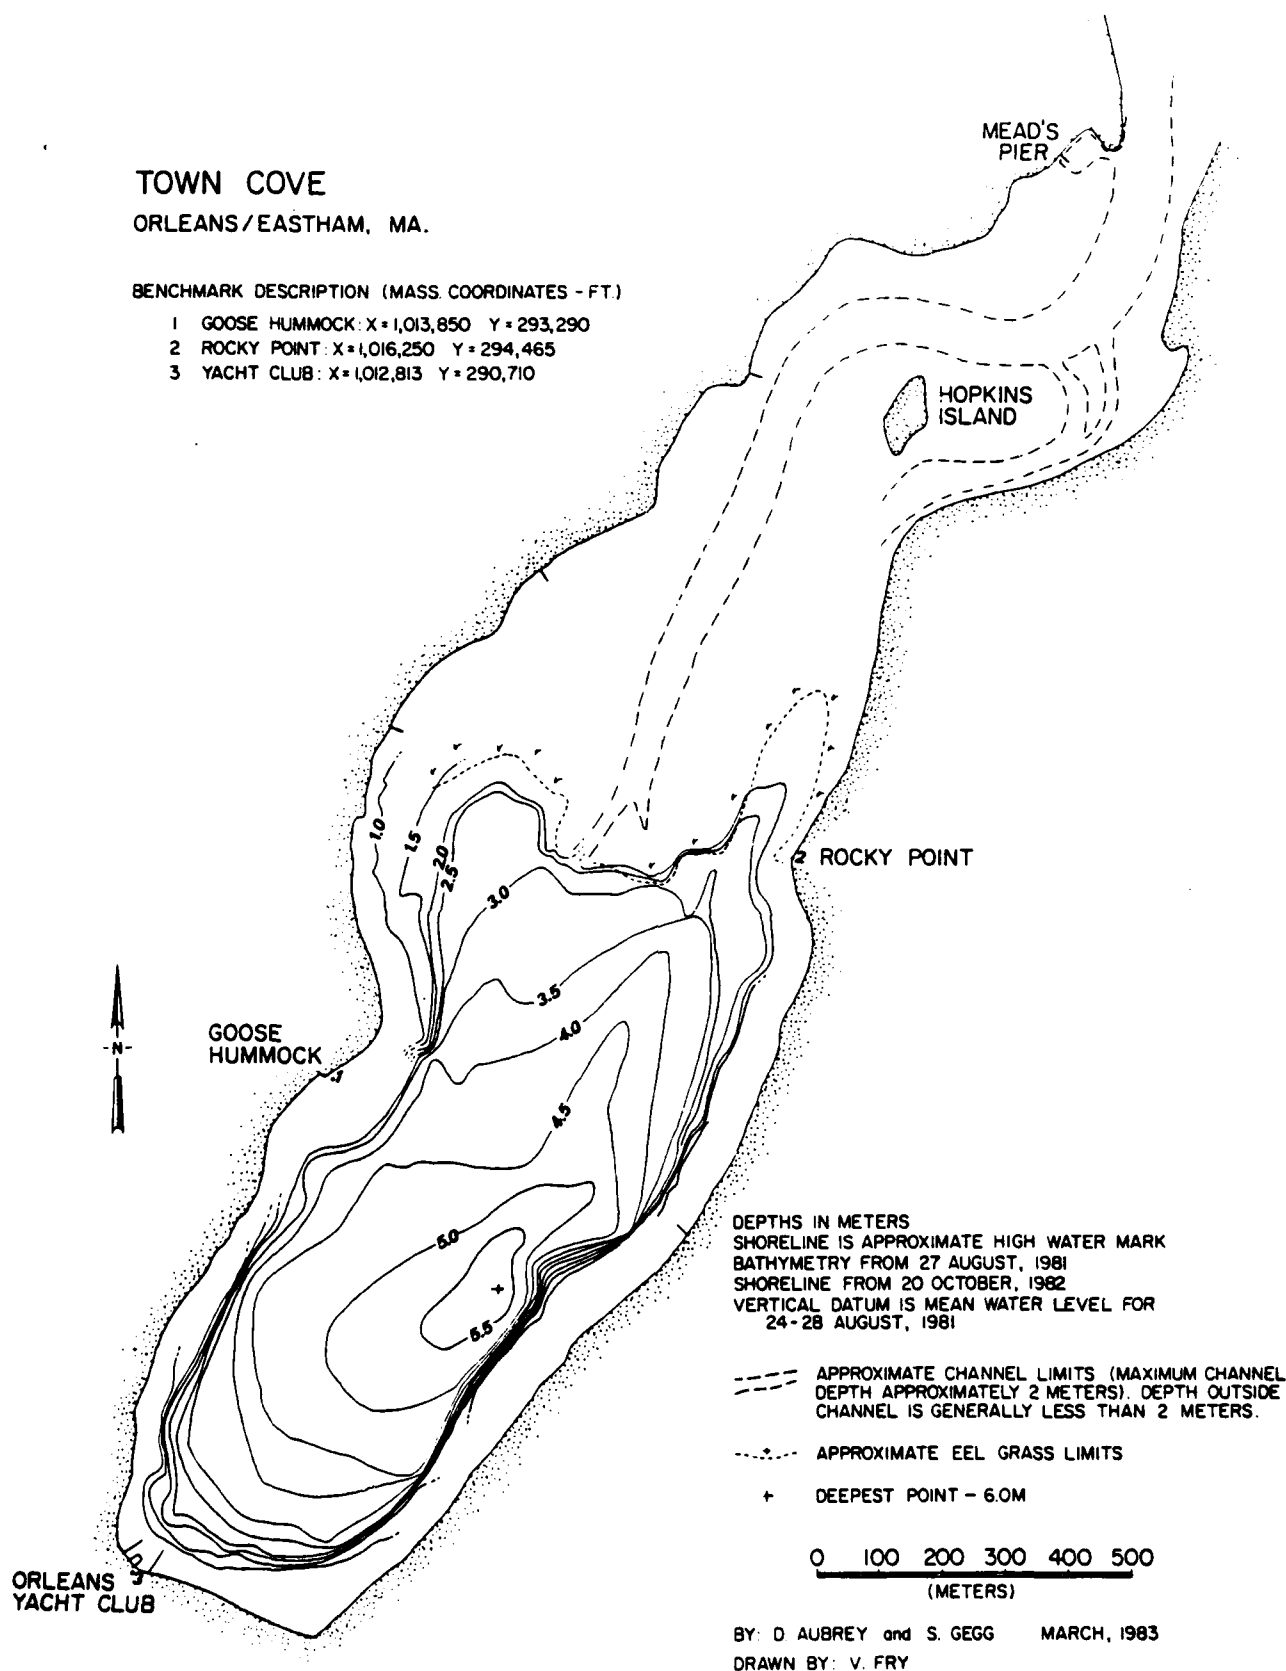 MEAD'S
PIER
TOWN COVE
ORLEANS/EASTHAM, MA.
BENCHMARK DESCRIPTION (MASS. COORDINATES - FT.)
1 GOOSE HUMMOCK: X=1,013,850 Y=293,290
2 ROCKY POINT: X=1,016,250 Y=294,465
3 YACHT CLUB: X=1,012,813 Y=290,710
HOPKINS
ISLAND
1.0
1.5
2.0
2.5
3.0
2 ROCKY POINT
3.5
4.0
-N-
GOOSE
HUMMOCK
1
4.5
5.0
5.5
DEPTHS IN METERS
SHORELINE IS APPROXIMATE HIGH WATER MARK
BATHYMETRY FROM 27 AUGUST, 1981
SHORELINE FROM 20 OCTOBER, 1982
VERTICAL DATUM IS MEAN WATER LEVEL FOR
24-28 AUGUST, 1981
APPROXIMATE CHANNEL LIMITS (MAXIMUM CHANNEL
DEPTH APPROXIMATELY 2 METERS). DEPTH OUTSIDE
CHANNEL IS GENERALLY LESS THAN 2 METERS.
APPROXIMATE EEL GRASS LIMITS
+ DEEPEST POINT - 6.0M
0 100 200 300 400 500
(METERS)
ORLEANS 3
YACHT CLUB
BY: D. AUBREY and S. GEGG MARCH, 1983
DRAWN BY: V. FRY